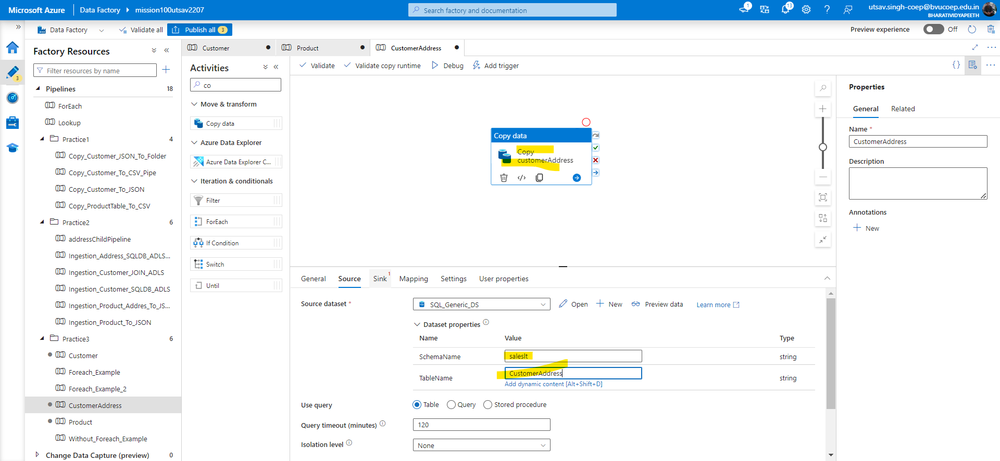 Microsoft Azure
Data Factory
mission100utsav2207
Search factory and documentation
1
13
utsav.singh-coep@bvucoep.edu.in
BHARATIVIDYAPEETH
Data Factory
Validate all
Publish all
3
Preview experience
Off
3
Factory Resources
Filter resources by name
Pipelines
18
ForEach
Lookup
Practice1
4
Copy_Customer_JSON_To_Folder
Copy_Customer_To_CSV_Pipe
Copy_Customer_To_JSON
Copy_ProductTable_To_CSV
Practice2
6
addressChildPipeline
Ingestion_Address_SQLDB_ADLS...
Ingestion_Customer_JOIN_ADLS
Ingestion_Customer_SQLDB_ADLS
Ingestion_Product_Addres_To_JS...
Ingestion_Product_To_JSON
Practice3
6
Customer
Foreach_Example
Foreach_Example_2
CustomerAddress
Product
Without_Foreach_Example
Change Data Capture (preview)
0
Customer
Product
CustomerAddress
Activities
co
Move & transform
Copy data
Azure Data Explorer
Azure Data Explorer C...
Iteration & conditionals
Filter
ForEach
If Condition
Switch
Until
Validate
Validate copy runtime
Debug
Add trigger
Copy data
Copy
customerAddress
General
Source
Sink
1
Mapping
Settings
User properties
Source dataset *
SQL_Generic_DS
Open
New
Preview data
Learn more
Dataset properties
Name
Value
Type
SchemaName
saleslt
string
TableName
CustomerAddress
string
Add dynamic content [Alt+Shift+D]
Use query
Table
Query
Stored procedure
Query timeout (minutes)
120
Isolation level
None
Properties
General
Related
Name *
CustomerAddress
Description
Annotations
New